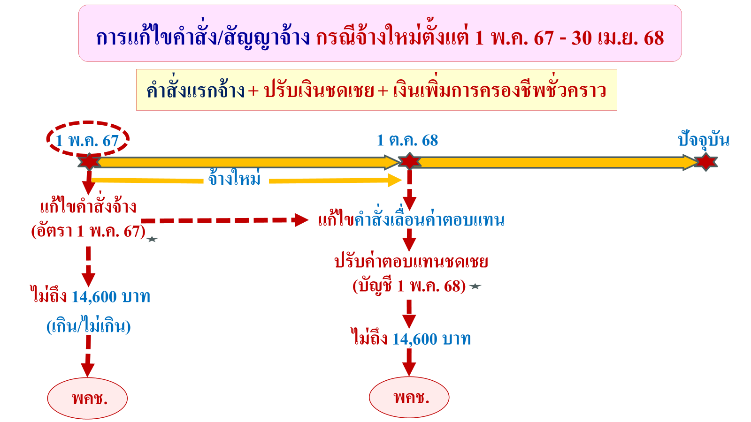 การแก้ไขคำสั่ง/สัญญาจ้าง กรณีจ้างใหม่ตั้งแต่ 1 พ.ค. 67 - 30 เม.ย. 68
คำสั่งแรกจ้าง + ปรับเงินชดเชย + เงินเพิ่มการครองชีพชั่วคราว
1 พ.ค. 67
1 ต.ค. 68
ปัจจุบัน
จ้างใหม่
แก้ไขคำสั่งจ้าง
(อัตรา 1 พ.ค. 67)
แก้ไขคำสั่งเลื่อนค่าตอบแทน
ปรับค่าตอบแทนชดเชย
(บัญชี 1 พ.ค. 68)
ไม่ถึง 14,600 บาท
(เกิน/ไม่เกิน)
ไม่ถึง 14,600 บาท
พคช.
พคช.